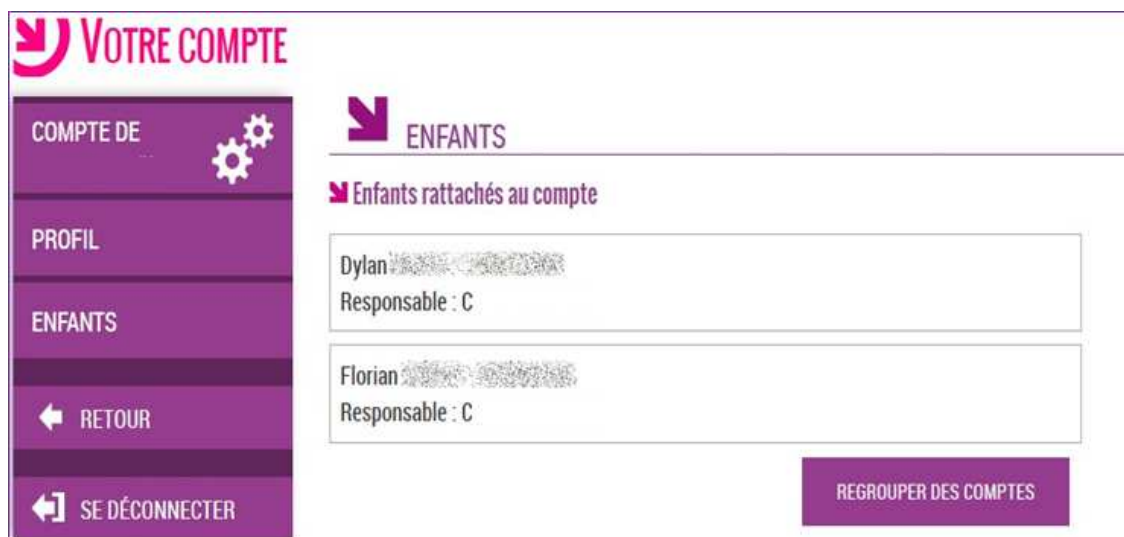 VOTRE COMPTE
COMPTE DE
PROFIL
ENFANTS
RETOUR
SE DÉCONNECTER
ENFANTS
Enfants rattachés au compte
Dylan
Responsable : C
Florian
Responsable : C
REGROUPER DES COMPTES